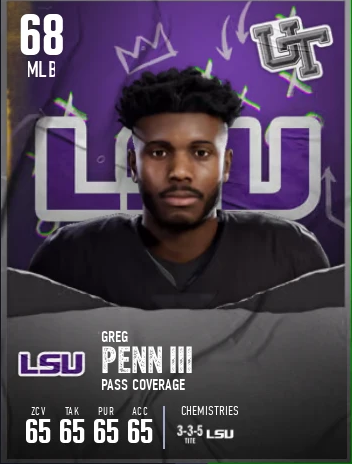 68
MLB
UT
LSU
GREG
LSU
PENN III
PASS COVERAGE
ZCV TAK PUR ACC
65 65 65 65
CHEMISTRIES
3-3-5 LSU
TITE